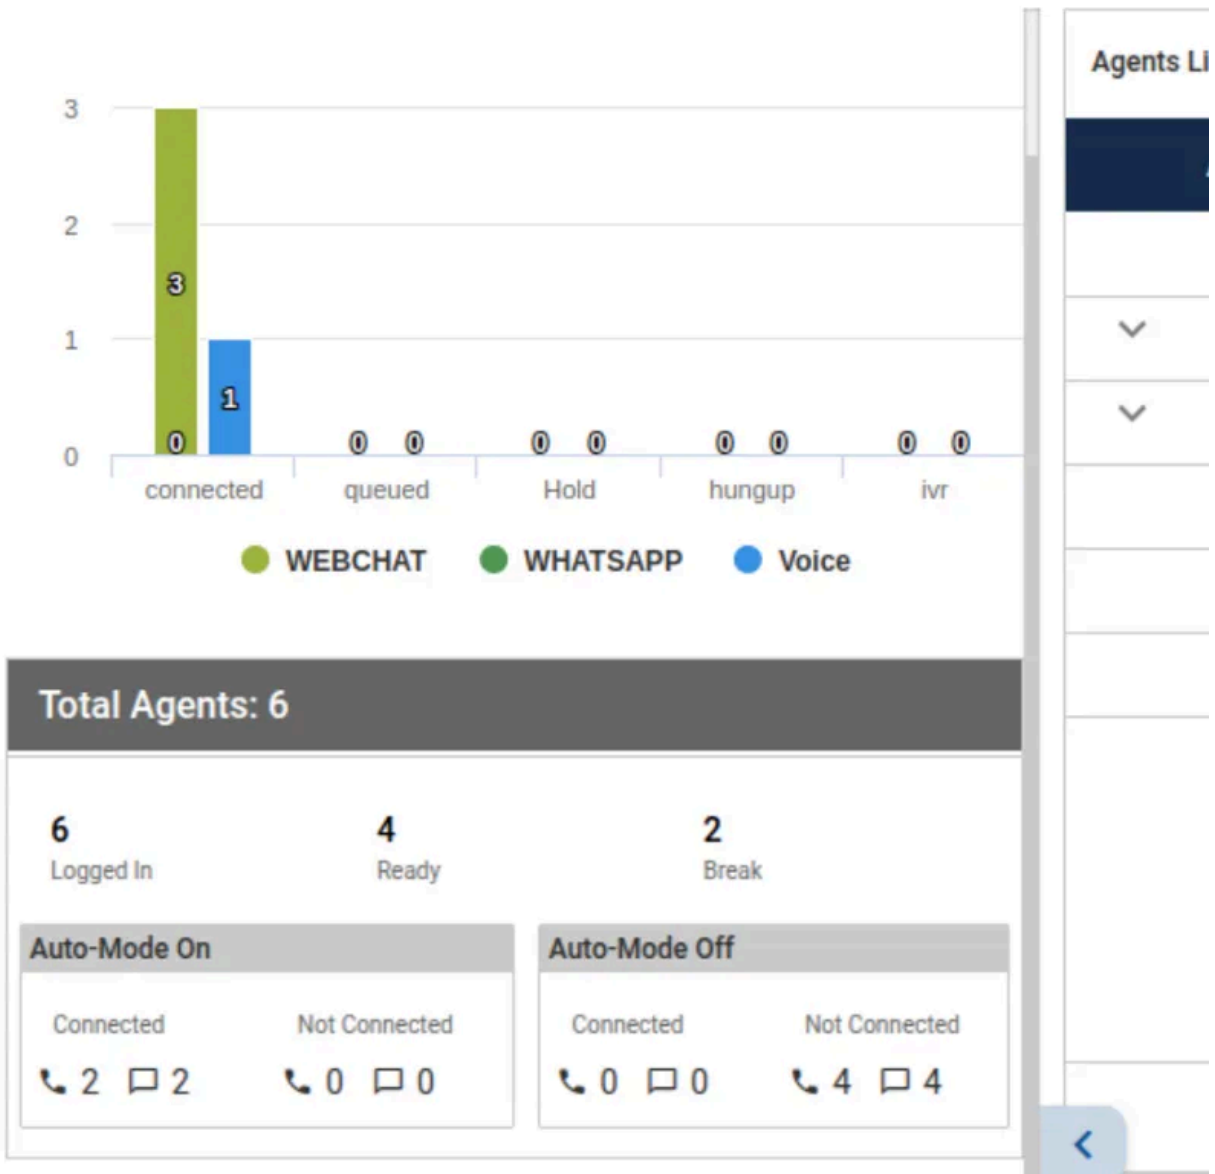 3
2
1
0
3
0
1
0 0
0 0
0 0
0 0
connected queued Hold hungup ivr
WEBCHAT WHATSAPP Voice
Total Agents: 6
6 4 2
Logged In Ready Break
Auto-Mode On
Connected Not Connected
2 2 0 0
Auto-Mode Off
Connected Not Connected
0 0 4 4
Agents Li